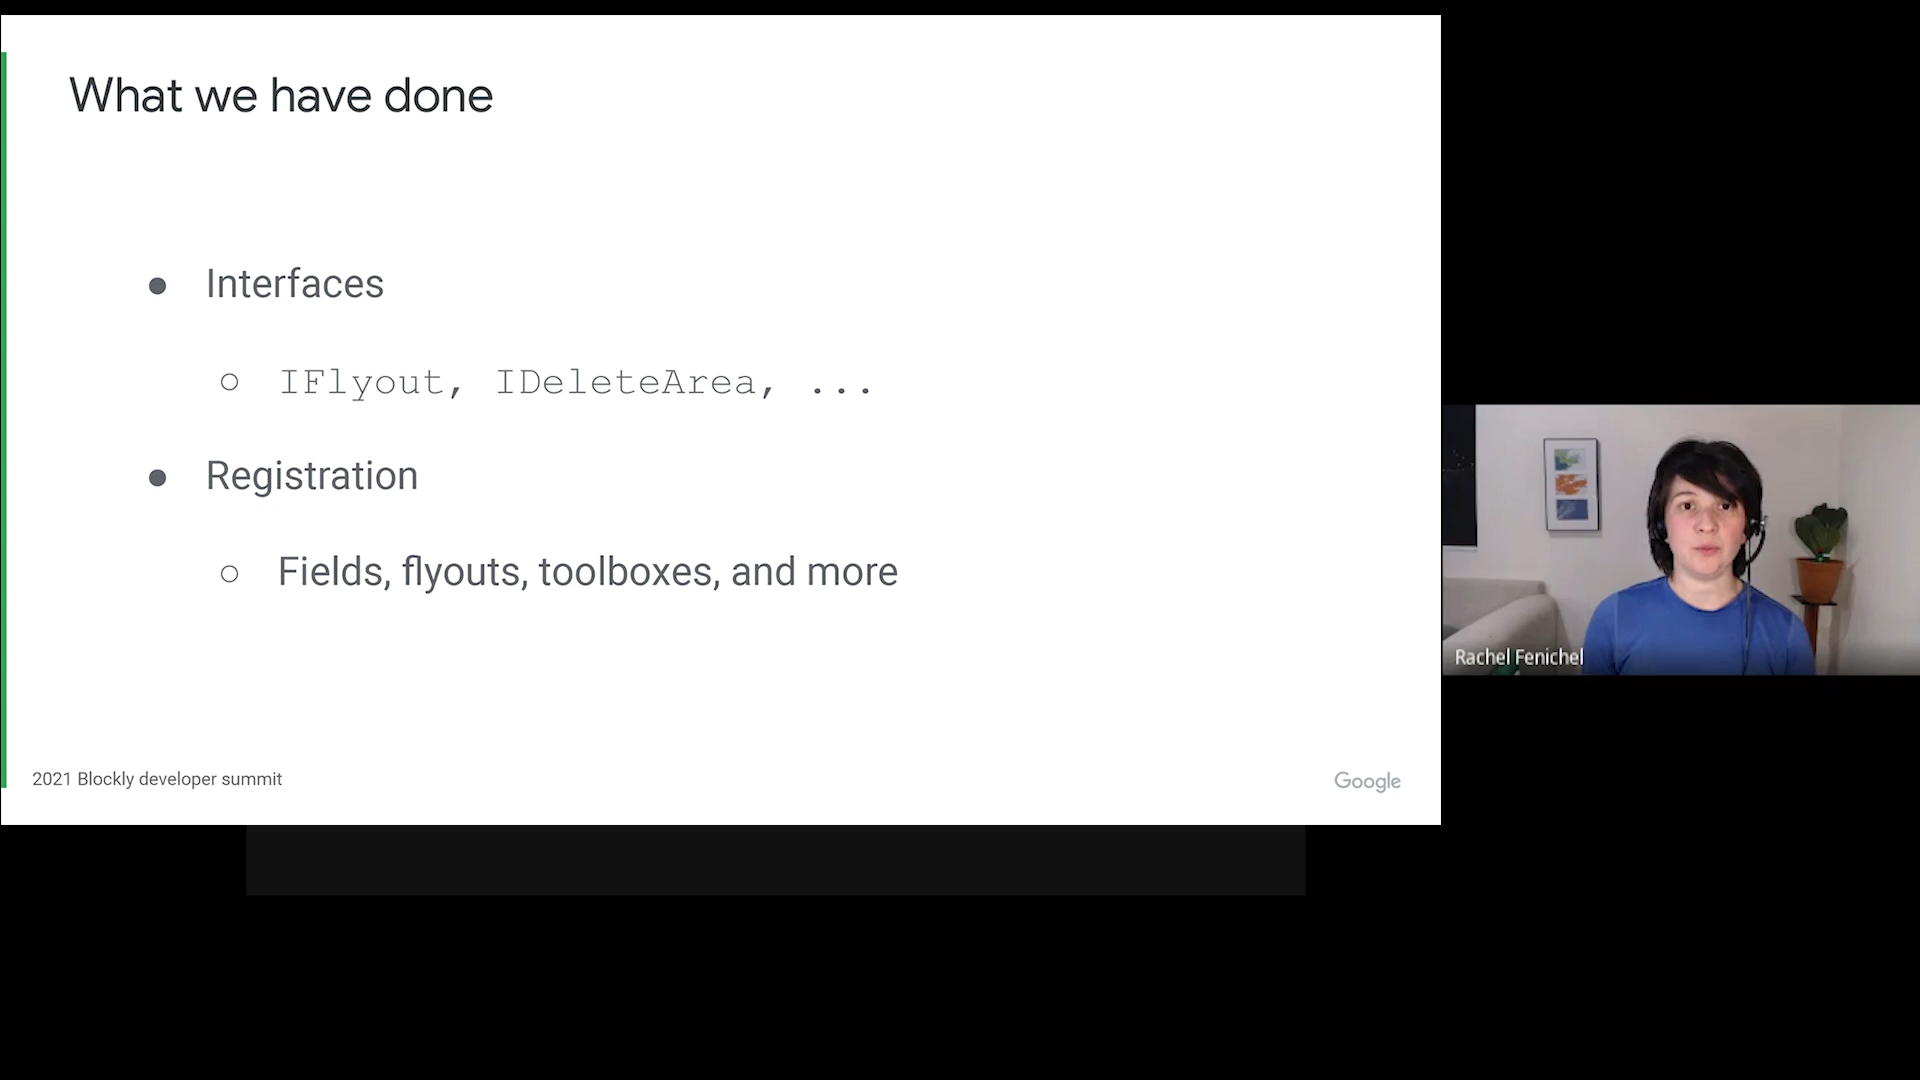 What we have done
● Interfaces
○ IFlyout, IDeleteArea, ...
● Registration
○ Fields, flyouts, toolboxes, and more
2021 Blockly developer summit
Google
Rachel Fenichel